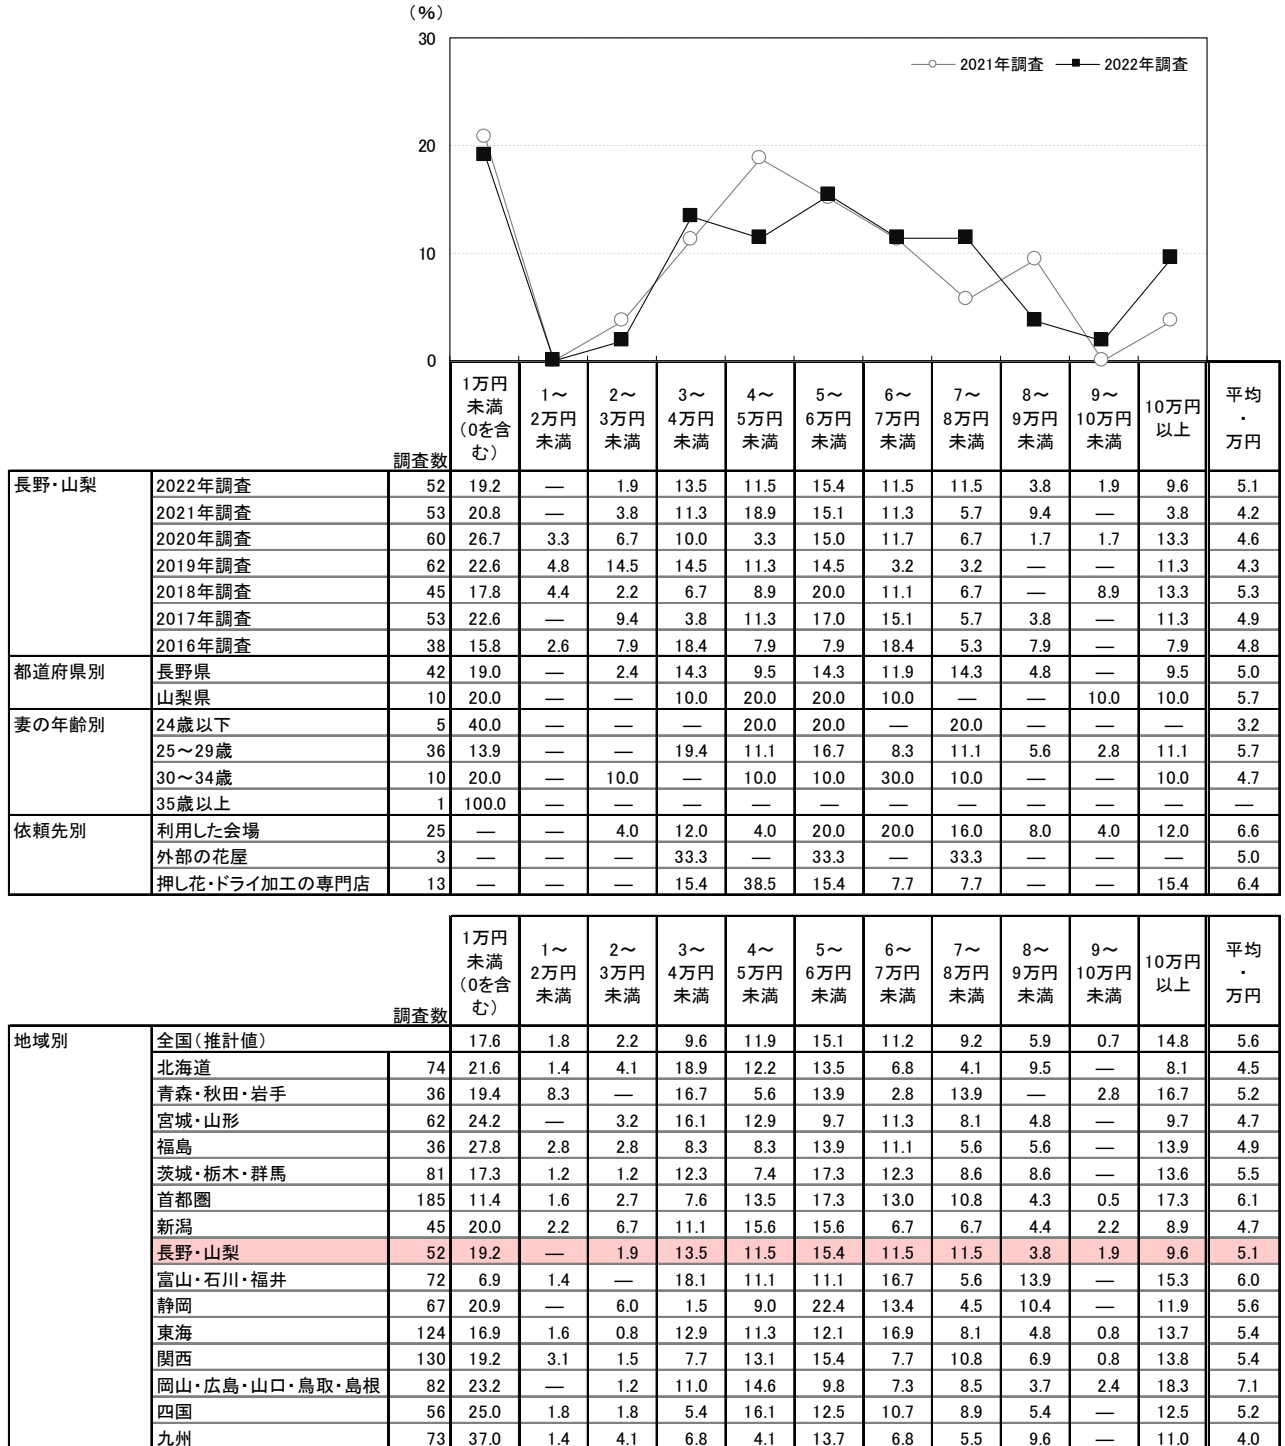 （%）
30
20
10
0
2021年調査 2022年調査
調査数 1万円未満（0を含む） 1～2万円未満 2～3万円未満 3～4万円未満 4～5万円未満 5～6万円未満 6～7万円未満 7～8万円未満 8～9万円未満 9～10万円未満 10万円以上 平均・万円
長野・山梨 2022年調査 52 19.2 — 1.9 13.5 11.5 15.4 11.5 11.5 3.8 1.9 9.6 5.1
2021年調査 53 20.8 — 3.8 11.3 18.9 15.1 11.3 5.7 9.4 — 3.8 4.2
2020年調査 60 26.7 3.3 6.7 10.0 3.3 15.0 11.7 6.7 1.7 1.7 13.3 4.6
2019年調査 62 22.6 4.8 14.5 14.5 11.3 14.5 3.2 3.2 — — 11.3 4.3
2018年調査 45 17.8 4.4 2.2 6.7 8.9 20.0 11.1 6.7 — 8.9 13.3 5.3
2017年調査 53 22.6 — 9.4 3.8 11.3 17.0 15.1 5.7 3.8 — 11.3 4.9
2016年調査 38 15.8 2.6 7.9 18.4 7.9 7.9 18.4 5.3 7.9 — 7.9 4.8
都道府県別 長野県 42 19.0 — 2.4 14.3 9.5 14.3 11.9 14.3 4.8 — 9.5 5.0
山梨県 10 20.0 — — 10.0 20.0 20.0 10.0 — — 10.0 10.0 5.7
妻の年齢別 24歳以下 5 40.0 — — — 20.0 20.0 — 20.0 — — — 3.2
25～29歳 36 13.9 — — 19.4 11.1 16.7 8.3 11.1 5.6 2.8 11.1 5.7
30～34歳 10 20.0 — 10.0 — 10.0 10.0 30.0 10.0 — — 10.0 4.7
35歳以上 1 100.0 — — — — — — — — — — —
依頼先別 利用した会場 25 — — 4.0 12.0 4.0 20.0 20.0 16.0 8.0 4.0 12.0 6.6
外部の花屋 3 — — — 33.3 — 33.3 — 33.3 — — — 5.0
押し花・ドライ加工の専門店 13 — — — 15.4 38.5 15.4 7.7 7.7 — — 15.4 6.4
調査数 1万円未満（0を含む） 1～2万円未満 2～3万円未満 3～4万円未満 4～5万円未満 5～6万円未満 6～7万円未満 7～8万円未満 8～9万円未満 9～10万円未満 10万円以上 平均・万円
地域別 全国（推計値） 17.6 1.8 2.2 9.6 11.9 15.1 11.2 9.2 5.9 0.7 14.8 5.6
北海道 74 21.6 1.4 4.1 18.9 12.2 13.5 6.8 4.1 9.5 — 8.1 4.5
青森・秋田・岩手 36 19.4 8.3 — 16.7 5.6 13.9 2.8 13.9 — 2.8 16.7 5.2
宮城・山形 62 24.2 — 3.2 16.1 12.9 9.7 11.3 8.1 4.8 — 9.7 4.7
福島 36 27.8 2.8 2.8 8.3 8.3 13.9 11.1 5.6 5.6 — 13.9 4.9
茨城・栃木・群馬 81 17.3 1.2 1.2 12.3 7.4 17.3 12.3 8.6 8.6 — 13.6 5.5
首都圏 185 11.4 1.6 2.7 7.6 13.5 17.3 13.0 10.8 4.3 0.5 17.3 6.1
新潟 45 20.0 2.2 6.7 11.1 15.6 15.6 6.7 6.7 4.4 2.2 8.9 4.7
長野・山梨 52 19.2 — 1.9 13.5 11.5 15.4 11.5 11.5 3.8 1.9 9.6 5.1
富山・石川・福井 72 6.9 1.4 — 18.1 11.1 11.1 16.7 5.6 13.9 — 15.3 6.0
静岡 67 20.9 — 6.0 1.5 9.0 22.4 13.4 4.5 10.4 — 11.9 5.6
東海 124 16.9 1.6 0.8 12.9 11.3 12.1 16.9 8.1 4.8 0.8 13.7 5.4
関西 130 19.2 3.1 1.5 7.7 13.1 15.4 7.7 10.8 6.9 0.8 13.8 5.4
岡山・広島・山口・鳥取・島根 82 23.2 — 1.2 11.0 14.6 9.8 7.3 8.5 3.7 2.4 18.3 7.1
四国 56 25.0 1.8 1.8 5.4 16.1 12.5 10.7 8.9 5.4 — 12.5 5.2
九州 73 37.0 1.4 4.1 6.8 4.1 13.7 6.8 5.5 9.6 — 11.0 4.0